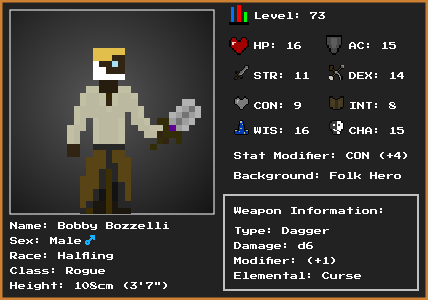 Level: 73
HP: 16
AC: 15
STR: 11
DEX: 14
CON: 9
INT: 8
WIS: 16
CHA: 15
Stat Modifier: CON (+4)
Background: Folk Hero
Weapon Information:
Type: Dagger
Damage: d6
Modifier: (+1)
Elemental: Curse
Name: Bobby Bozzelli
Sex: Male ♂
Race: Halfling
Class: Rogue
Height: 108cm (3'7")